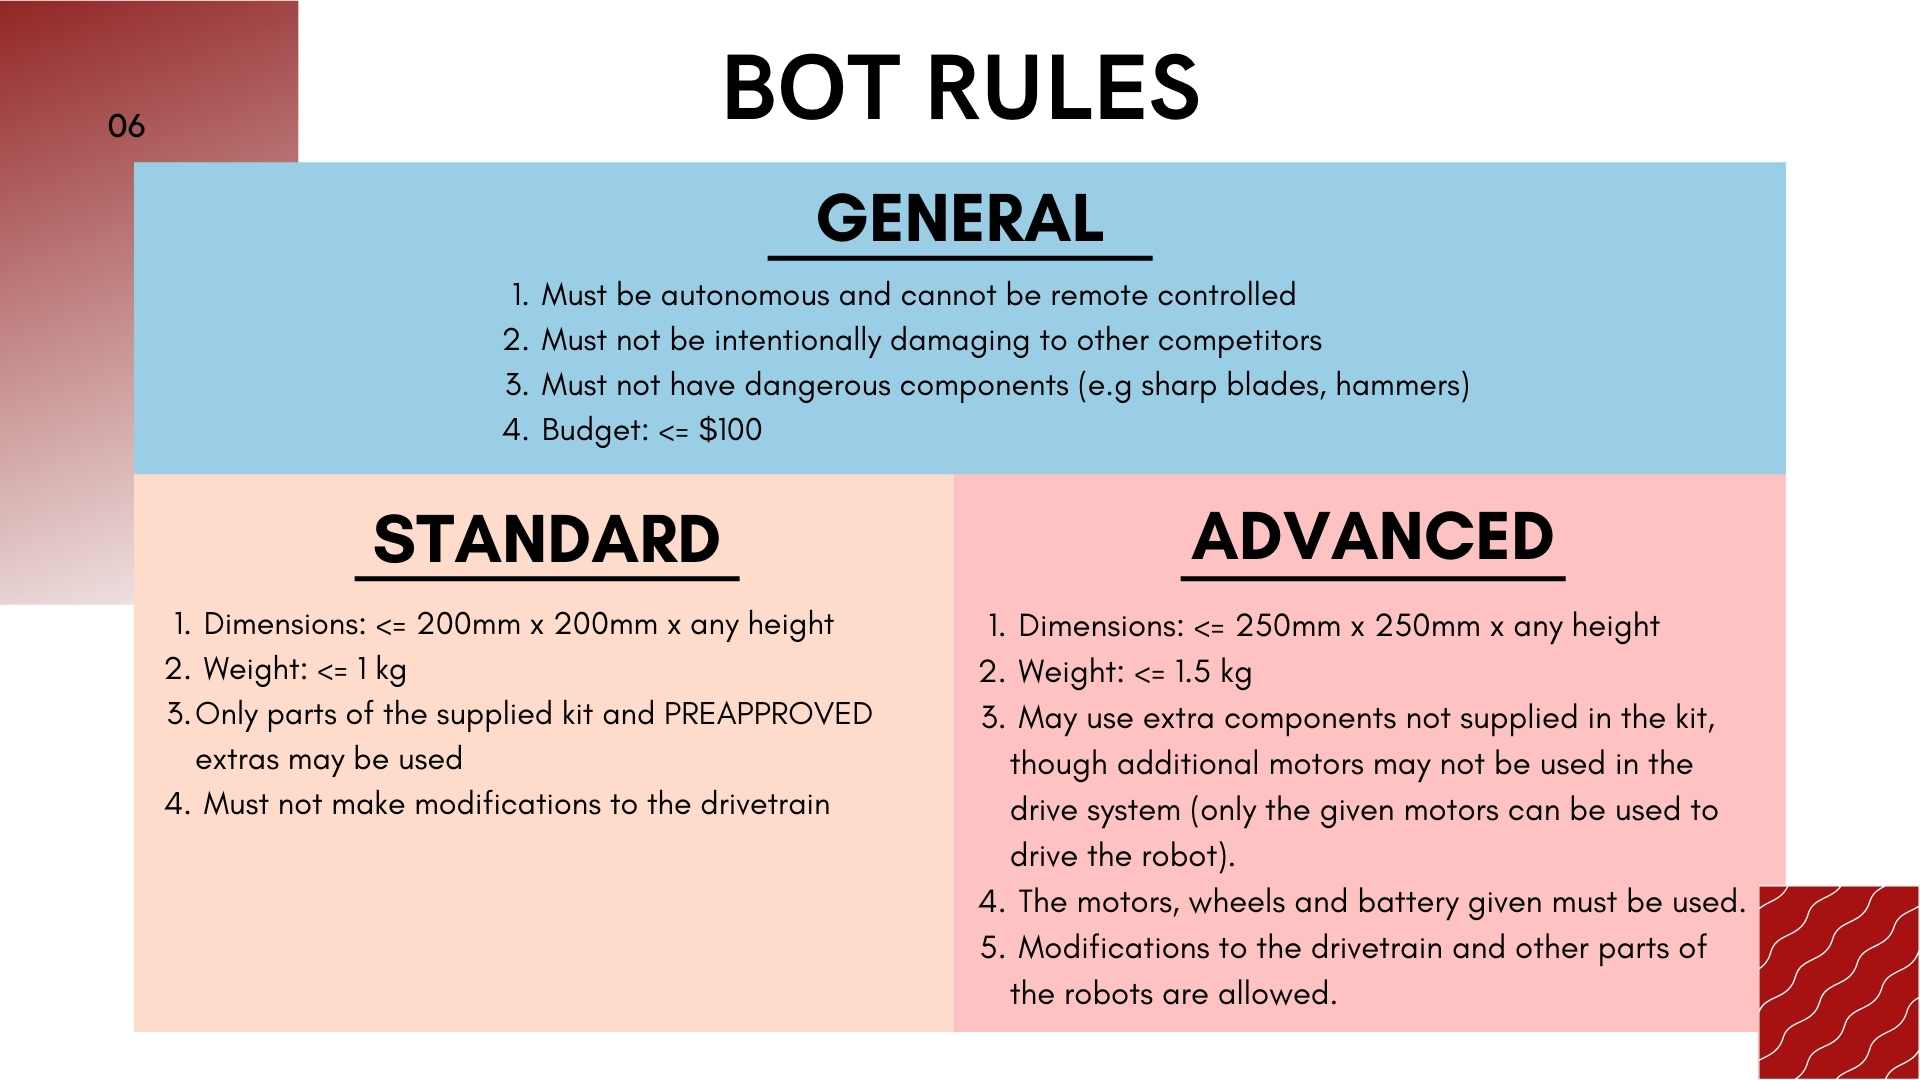 06
BOT RULES
GENERAL
1. Must be autonomous and cannot be remote controlled
2. Must not be intentionally damaging to other competitors
3. Must not have dangerous components (e.g sharp blades, hammers)
4. Budget: <= $100
STANDARD
1. Dimensions: <= 200mm x 200mm x any height
2. Weight: <= 1 kg
3. Only parts of the supplied kit and PREAPPROVED
extras may be used
4. Must not make modifications to the drivetrain
ADVANCED
1. Dimensions: <= 250mm x 250mm x any height
2. Weight: <= 1.5 kg
3. May use extra components not supplied in the kit,
though additional motors may not be used in the
drive system (only the given motors can be used to
drive the robot).
4. The motors, wheels and battery given must be used.
5. Modifications to the drivetrain and other parts of
the robots are allowed.